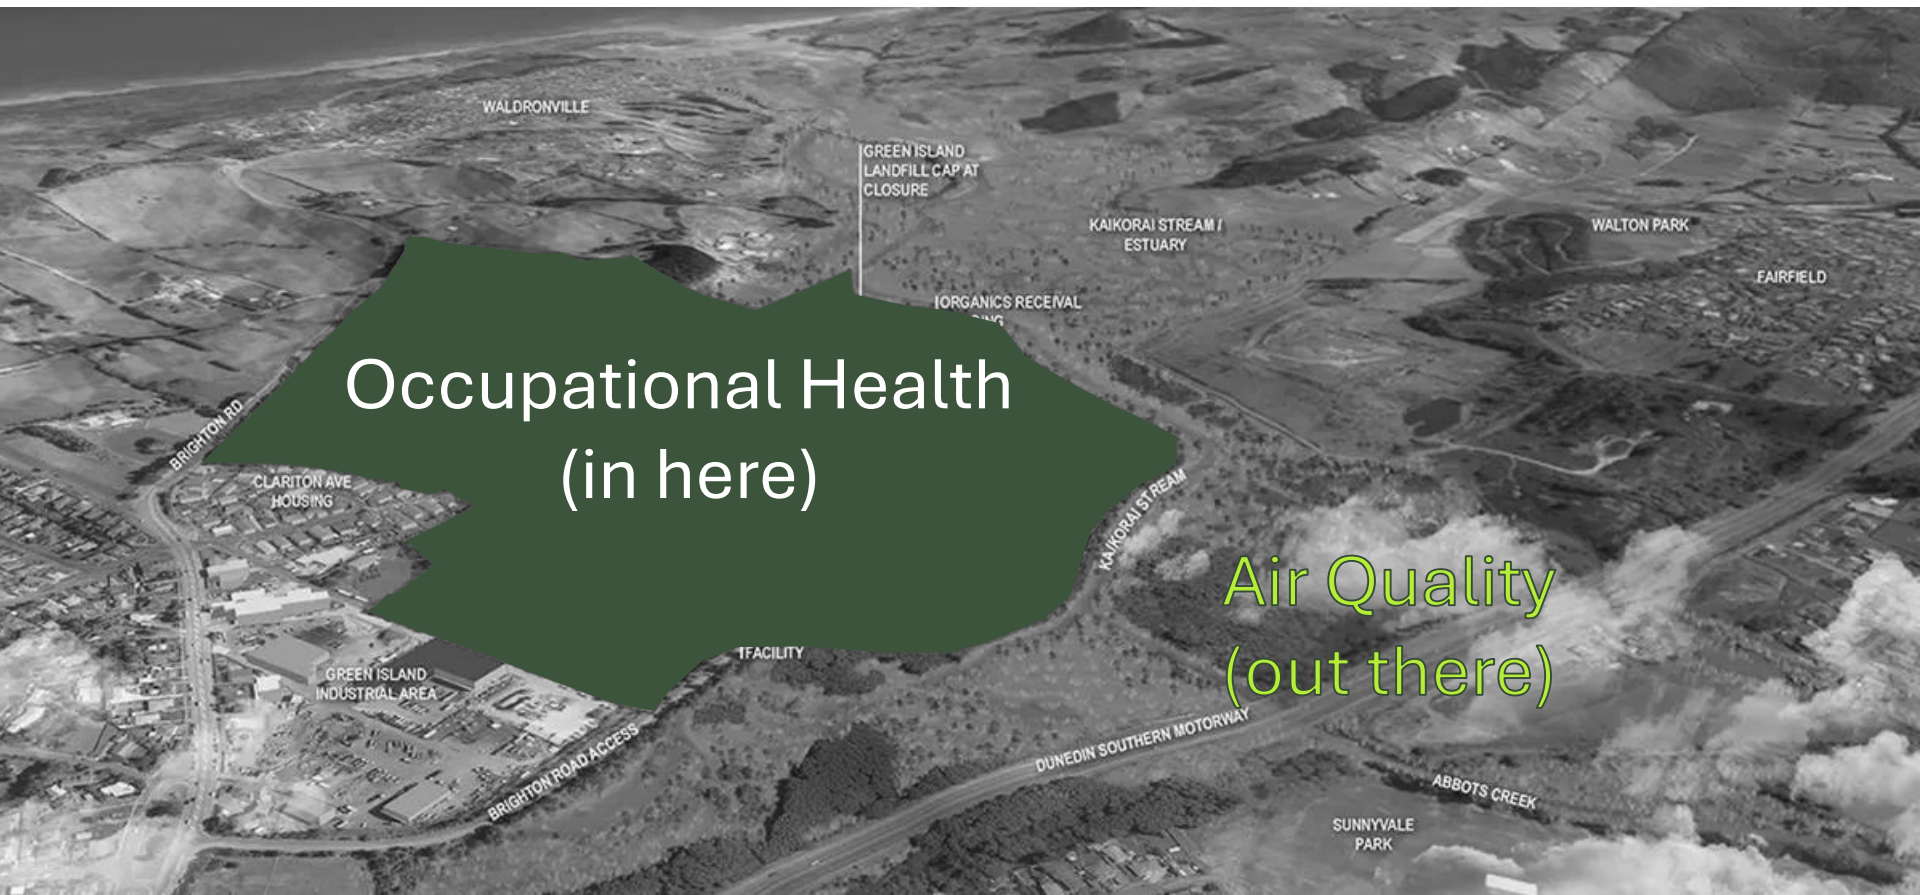 WALDRONVILLE
GREEN ISLAND
LANDFILL CAP AT
CLOSURE
KAIKORAI STREAM /
ESTUARY
WALTON PARK
FAIRFIELD
ORGANICS RECEIVAL
Occupational Health
(in here)
BRIGHTON RD
CLARITON AVE
HOUSING
KAIKORAI STREAM
Air Quality
(out there)
FACILITY
GREEN ISLAND
INDUSTRIAL AREA
BRIGHTON ROAD ACCESS
DUNEDIN SOUTHERN MOTORWAY
ABBOTS CREEK
SUNNYVALE
PARK